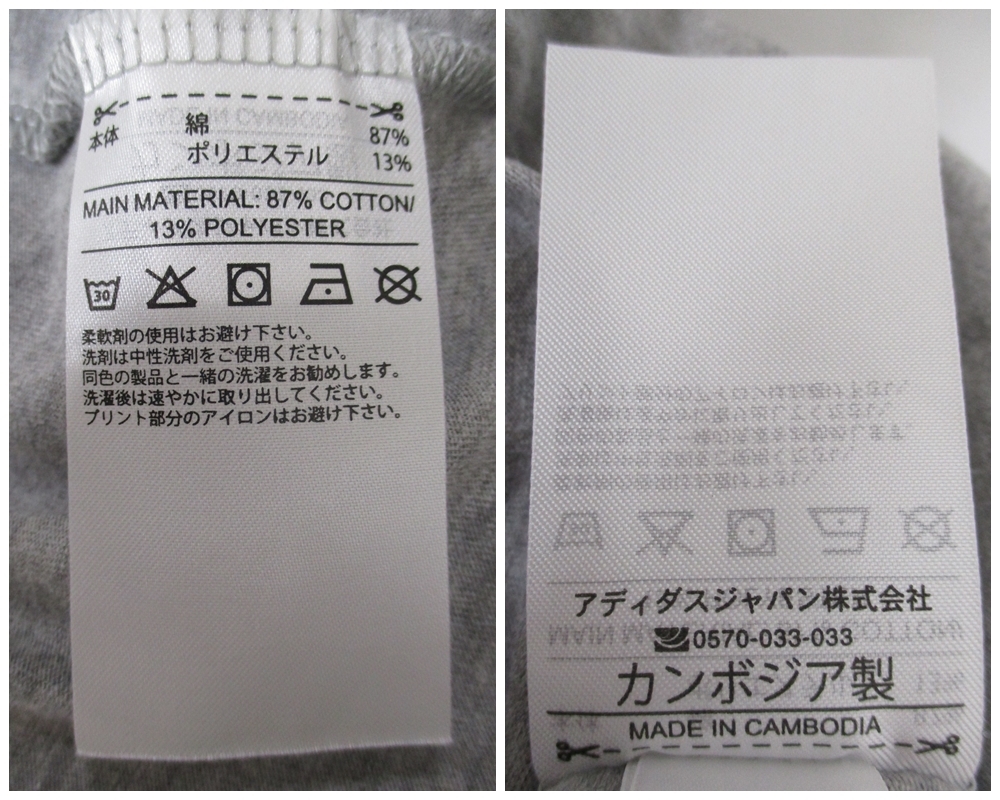 本体 綿 87%
ポリエステル 13%
MAIN MATERIAL: 87% COTTON/
13% POLYESTER
30
柔軟剤の使用はお避け下さい。
洗剤は中性洗剤をご使用ください。
同色の製品と一緒の洗濯をお勧めします。
洗濯後は速やかに取り出してください。
プリント部分のアイロンはお避け下さい。
アディダスジャパン株式会社
0570-033-033
カンボジア製
MADE IN CAMBODIA